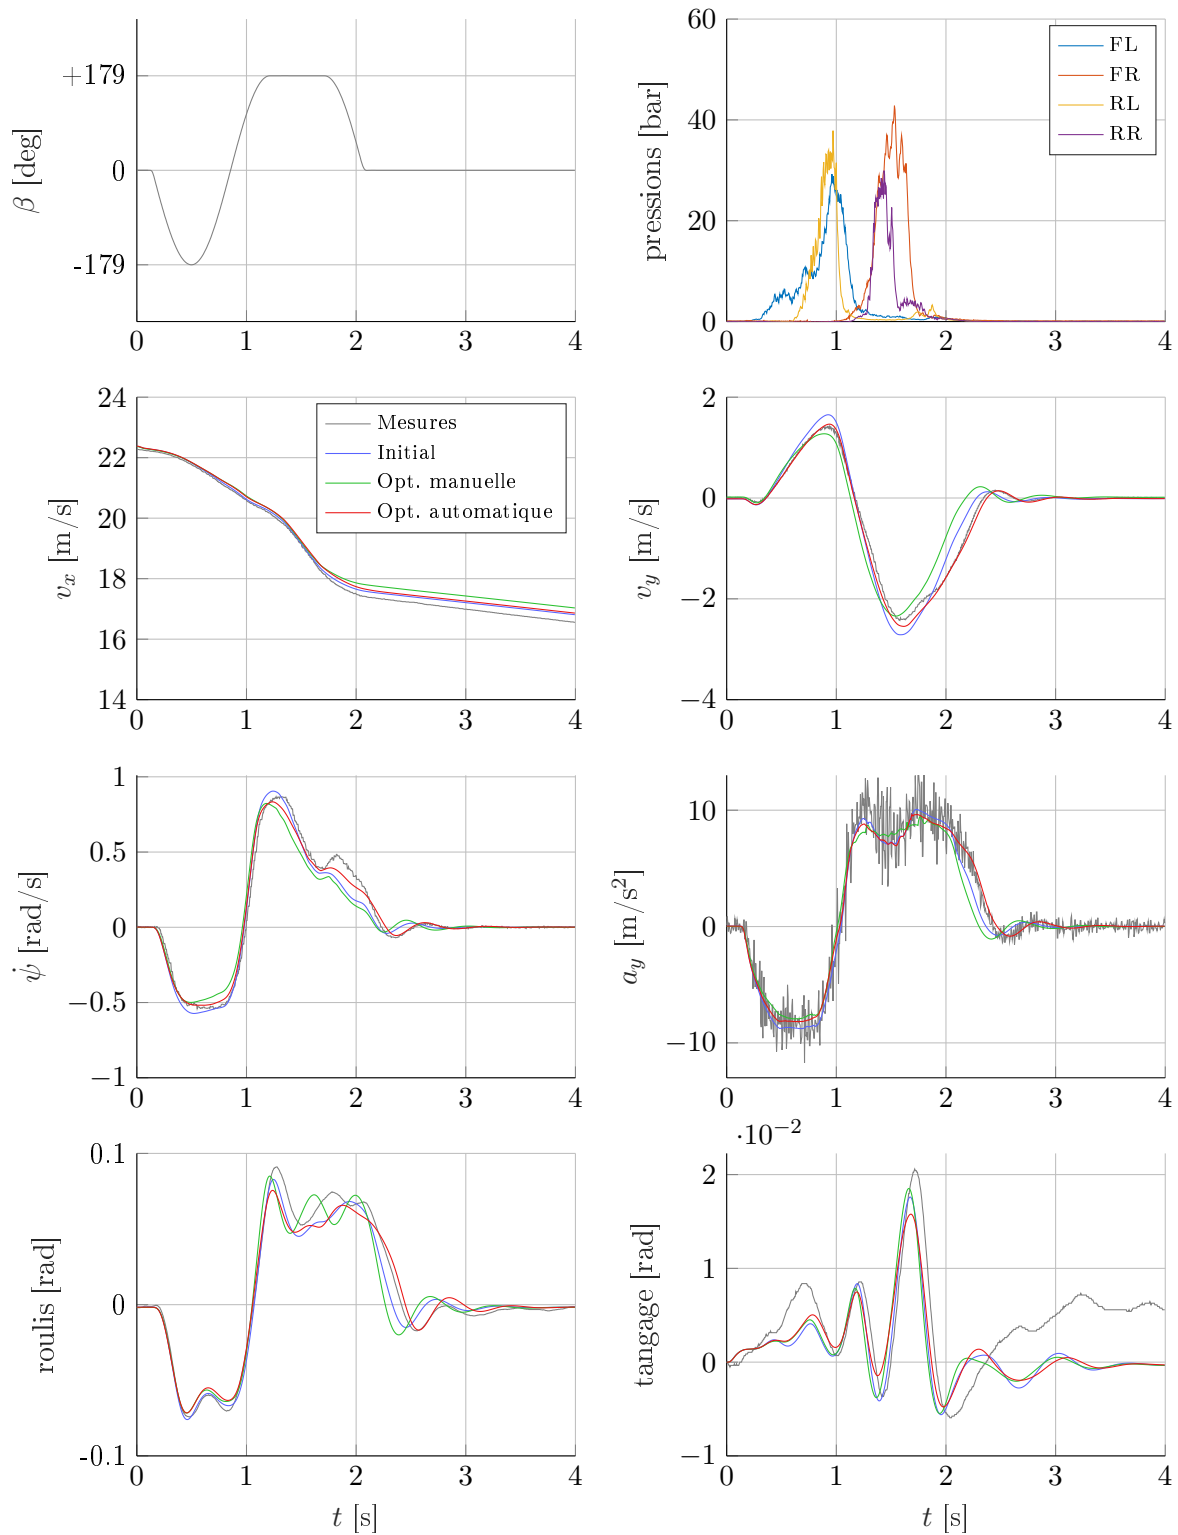 +179
0
-179
β [deg]
0 1 2 3 4
60
40
20
0
pressions [bar]
FL
FR
RL
RR
0 1 2 3 4
24
22
20
18
16
14
v_x [m/s]
Mesures
Initial
Opt. manuelle
Opt. automatique
0 1 2 3 4
2
0
−2
−4
v_y [m/s]
0 1 2 3 4
1
0.5
0
−0.5
−1
ψ̇ [rad/s]
0 1 2 3 4
10
0
−10
a_y [m/s²]
0 1 2 3 4
0.1
0
-0.1
roulis [rad]
0 1 2 3 4
t [s]
·10⁻²
2
1
0
−1
tangage [rad]
0 1 2 3 4
t [s]